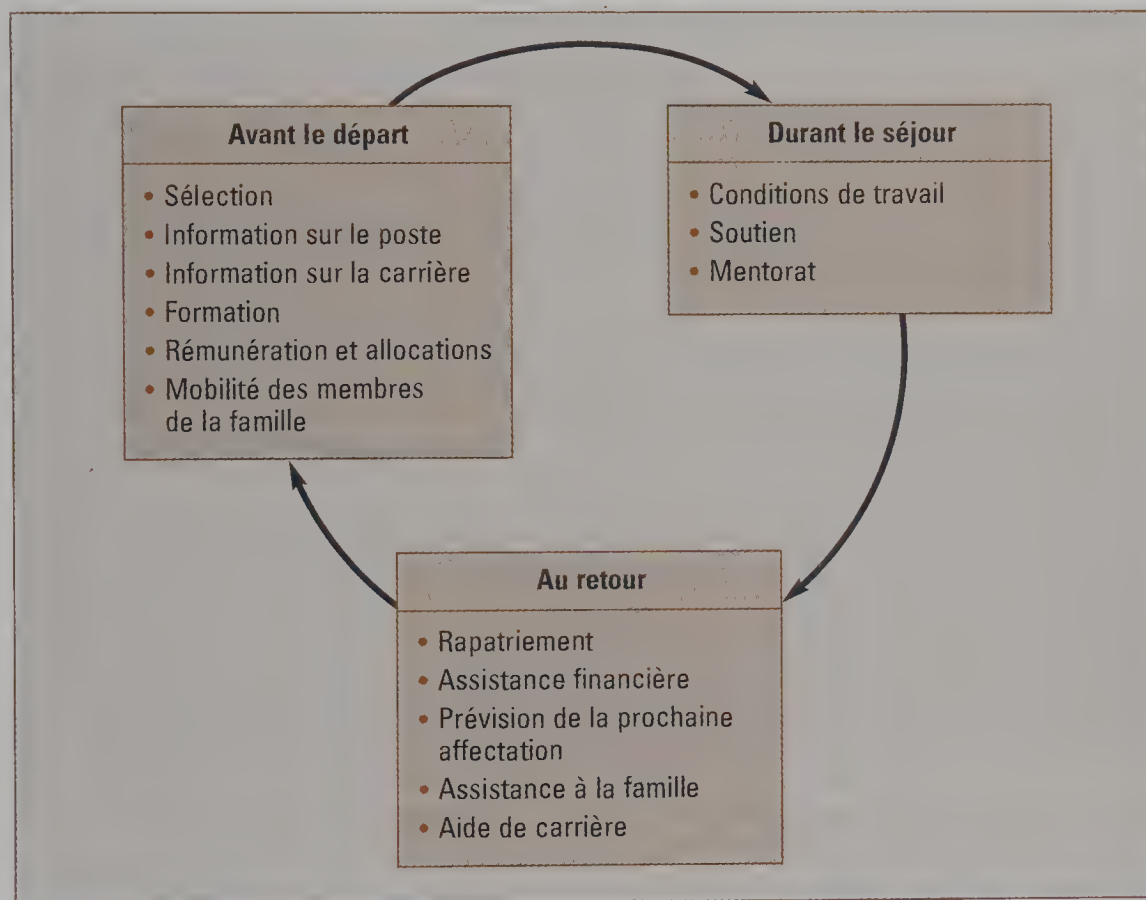 Avant le départ
• Sélection
• Information sur le poste
• Information sur la carrière
• Formation
• Rémunération et allocations
• Mobilité des membres
de la famille
Durant le séjour
• Conditions de travail
• Soutien
• Mentorat
Au retour
• Rapatriement
• Assistance financière
• Prévision de la prochaine
affectation
• Assistance à la famille
• Aide de carrière